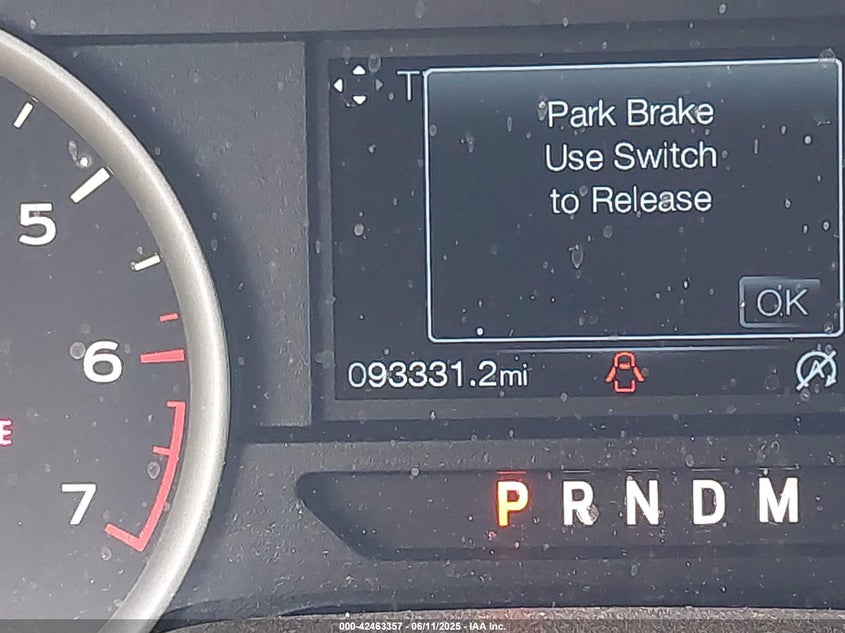 T
Park Brake
Use Switch
to Release
OK
5
6
7
093331.2mi
E
P R N D M
000-42463357 - 06/11/2025 - IAA Inc.